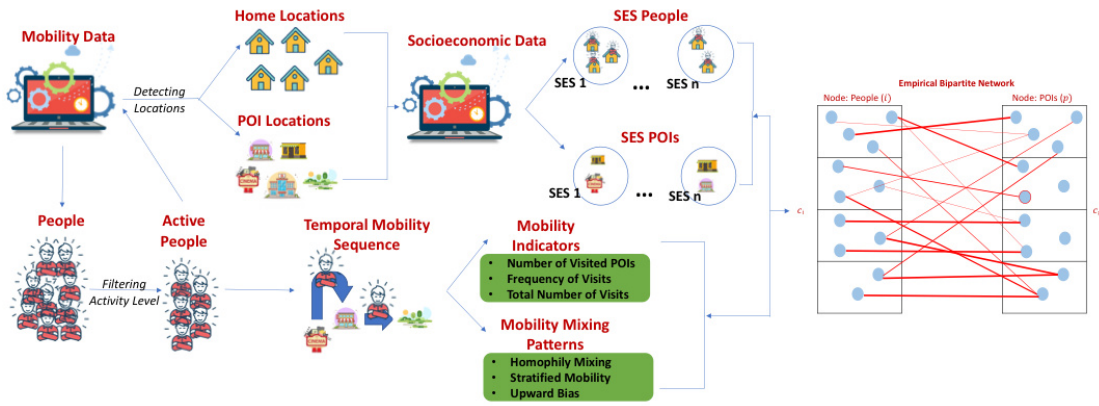 Mobility Data
Detecting
Locations
Home Locations
POI Locations
CINEMA
Socioeconomic Data
SES People
SES 1
...
SES n
SES POIs
SES 1
CINEMA
...
SES n
People
Filtering
Activity Level
Active
People
Temporal Mobility
Sequence
CINEMA
Mobility
Indicators
• Number of Visited POIs
• Frequency of Visits
• Total Number of Visits
Mobility Mixing
Patterns
• Homophily Mixing
• Stratified Mobility
• Upward Bias
Empirical Bipartite Network
Node: People (i)
Node: POIs (p)